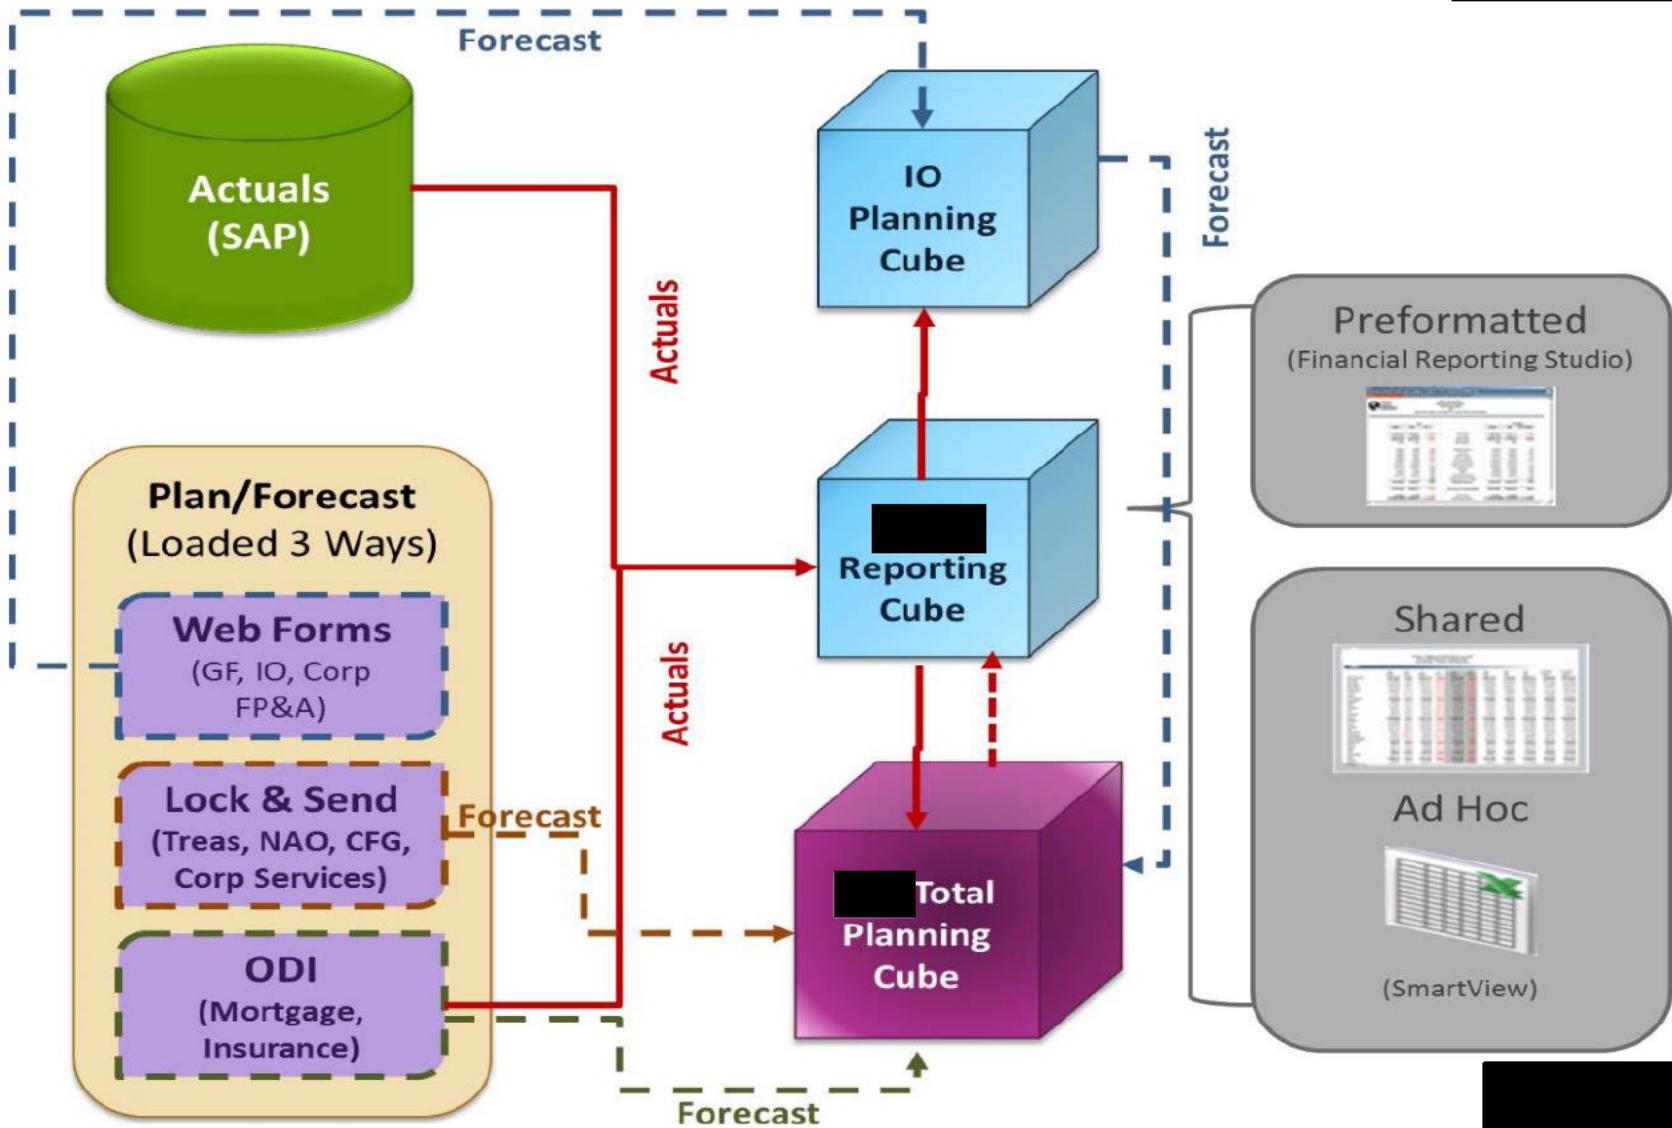 Forecast
Actuals
(SAP)
IO
Planning
Cube
Forecast
Actuals
Preformatted
(Financial Reporting Studio)
Plan/Forecast
(Loaded 3 Ways)
Web Forms
(GF, IO, Corp
FP&A)
Reporting
Cube
Actuals
Shared
Lock & Send
(Treas, NAO, CFG,
Corp Services)
Forecast
Total
Planning
Cube
Ad Hoc
(SmartView)
ODI
(Mortgage,
Insurance)
Forecast